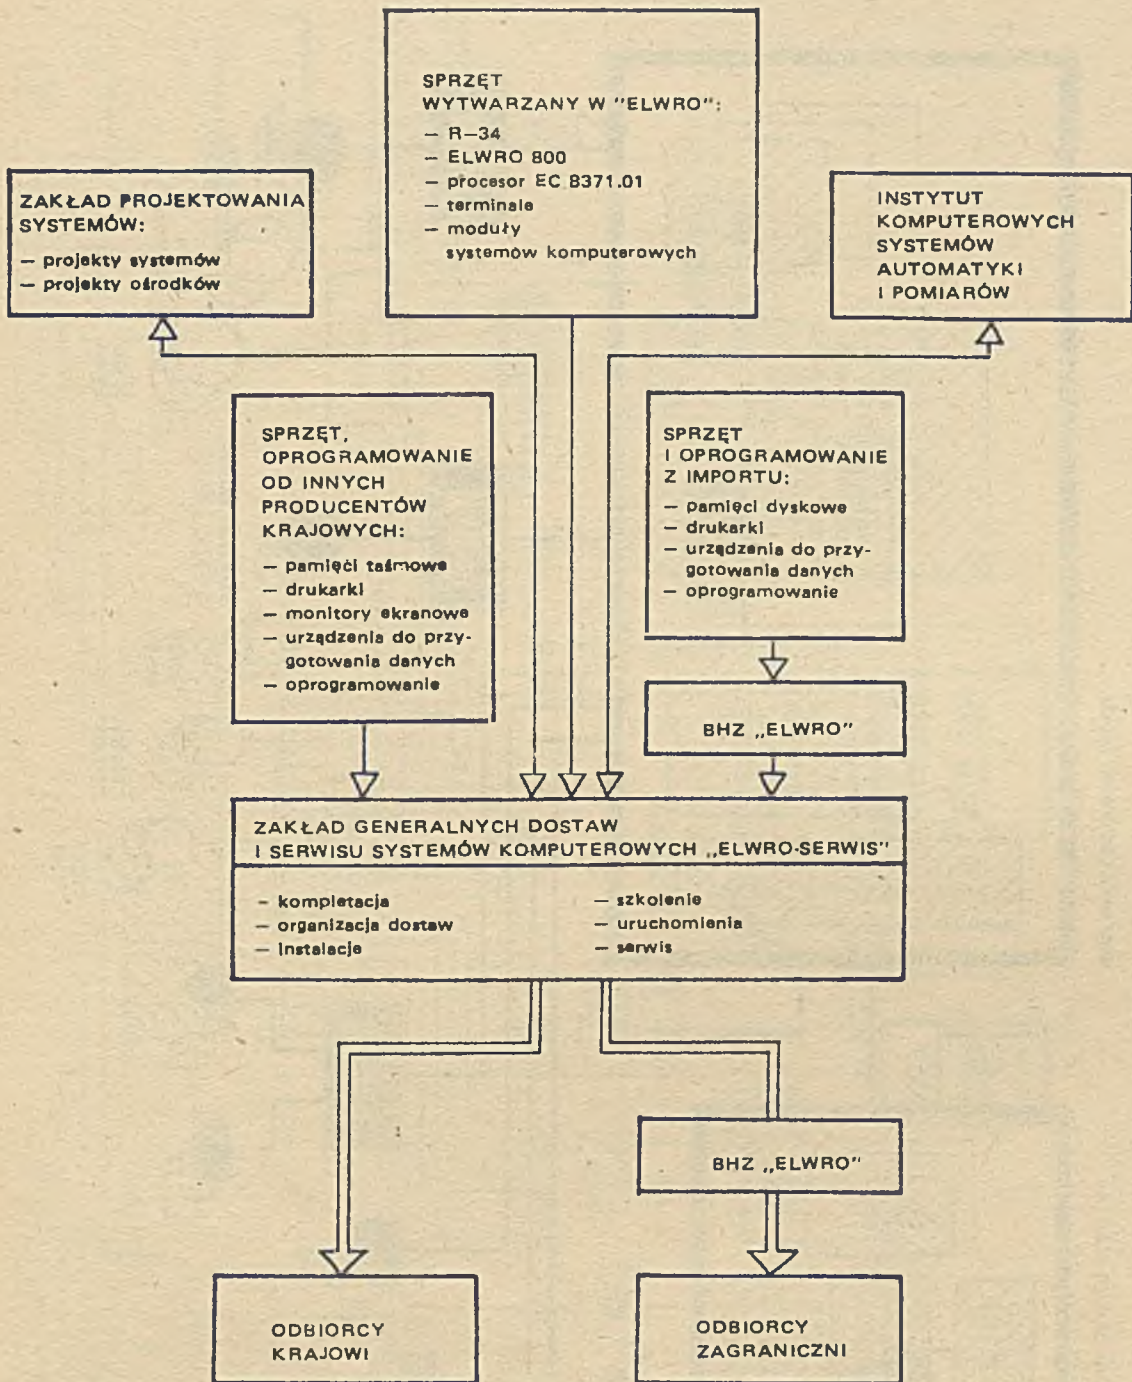 SPRZĘT
WYTWARZANY W "ELWRO":
— R—34
— ELWRO 800
— procesor EC 8371.01
— terminale
— moduły
systemów komputerowych
ZAKŁAD PROJEKTOWANIA
SYSTEMÓW:
— projekty systemów
— projekty ośrodków
INSTYTUT
KOMPUTEROWYCH
SYSTEMÓW
AUTOMATYKI
I POMIARÓW
SPRZĘT,
OPROGRAMOWANIE
OD INNYCH
PRODUCENTÓW
KRAJOWYCH:
— pamięci taśmowe
— drukarki
— monitory ekranowe
— urządzenia do przy-
gotowania danych
— oprogramowanie
SPRZĘT
I OPROGRAMOWANIE
Z IMPORTU:
— pamięci dyskowe
— drukarki
— urządzenia do przy-
gotowania danych
— oprogramowanie
BHZ „ELWRO"
ZAKŁAD GENERALNYCH DOSTAW
I SERWISU SYSTEMÓW KOMPUTEROWYCH „ELWRO-SERWIS"
— kompletacja
— organizacja dostaw
— instalacje
— szkolenie
— uruchomienia
— serwis
BHZ „ELWRO"
ODBIORCY
KRAJOWI
ODBIORCY
ZAGRANICZNI